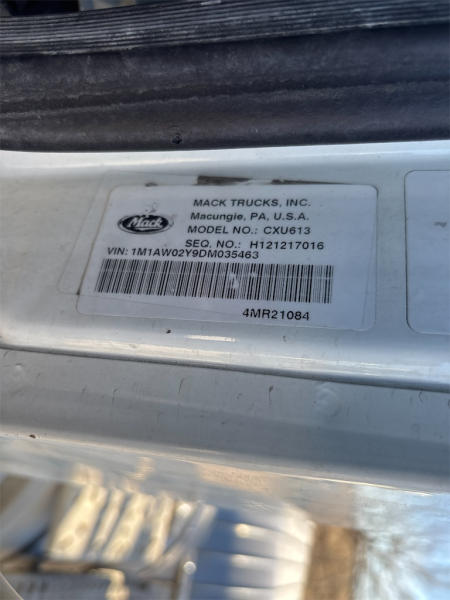 MACK TRUCKS, INC.
Macungie, PA, U.S.A.
Mack
MODEL NO.: CXU613
SEQ. NO.: H121217016
VIN: 1M1AW02Y9DM035463
4MR21084